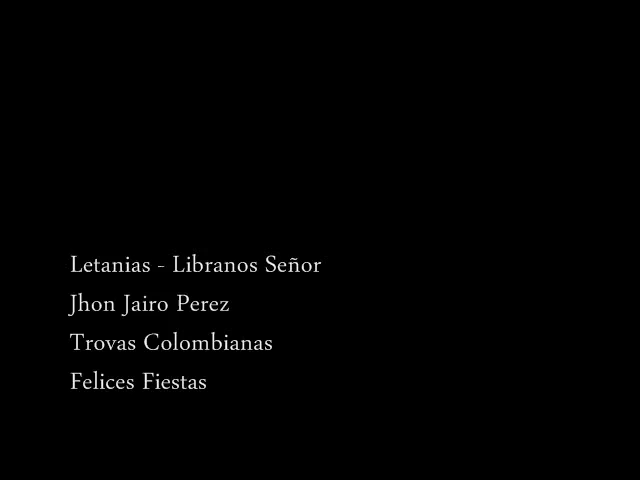 Letanias - Libranos Señor
Jhon Jairo Perez
Trovas Colombianas
Felices Fiestas